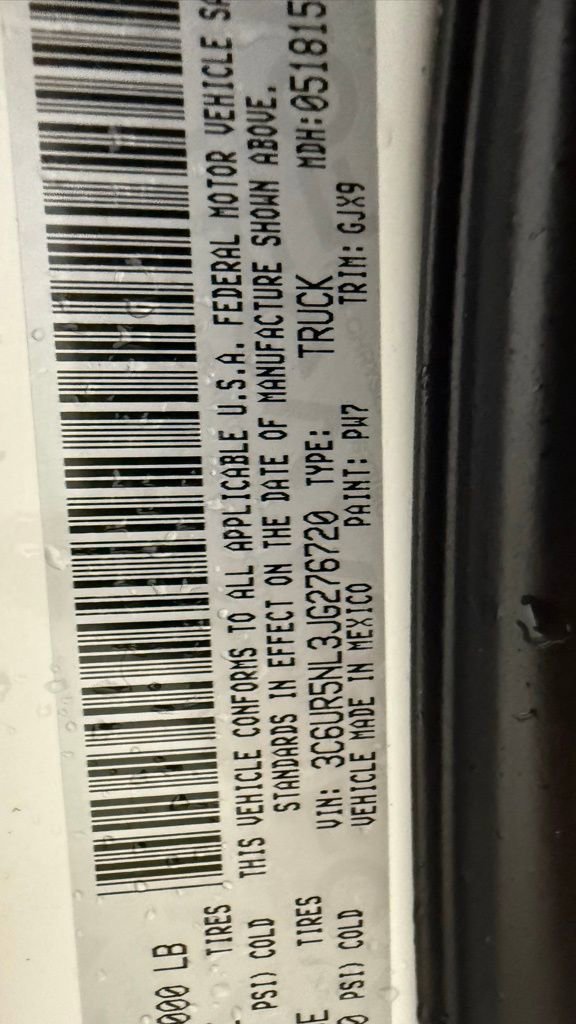 000 LB
TIRES
PSI) COLD
TIRES
PSI) COLD
THIS VEHICLE CONFORMS TO ALL APPLICABLE U.S.A. FEDERAL MOTOR VEHICLE SA
STANDARDS IN EFFECT ON THE DATE OF MANUFACTURE SHOWN ABOVE.
VIN: 3C6UR5NL3JG276720 TYPE: TRUCK MDH:051815
VEHICLE MADE IN MEXICO PAINT: PW7 TRIM: GJX9